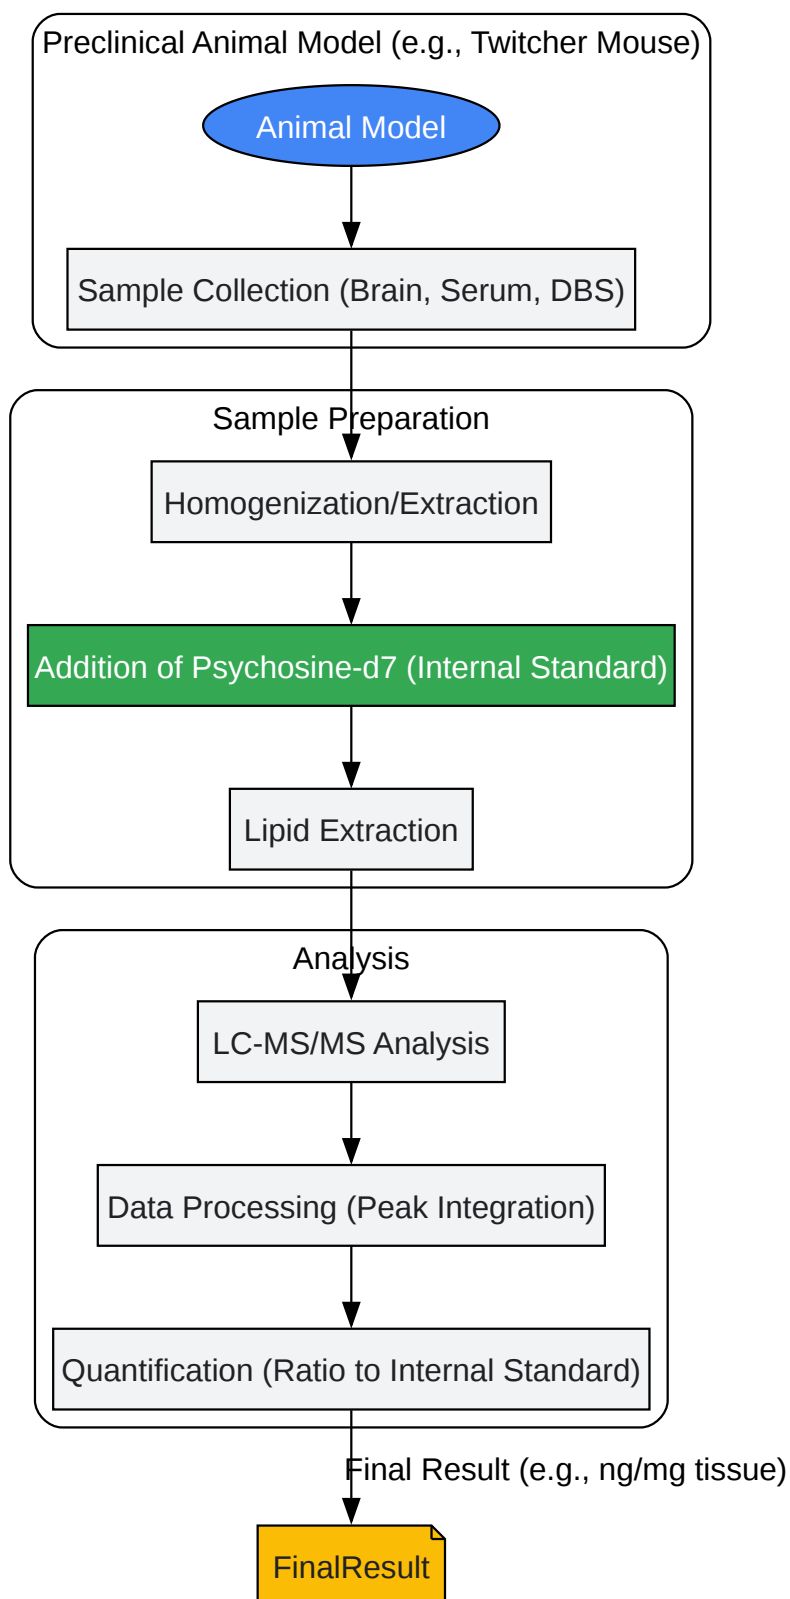 Preclinical Animal Model (e.g., Twitcher Mouse)
Animal Model
Sample Collection (Brain, Serum, DBS)
Sample Preparation
Homogenization/Extraction
Addition of Psychosine-d7 (Internal Standard)
Lipid Extraction
Analysis
LC-MS/MS Analysis
Data Processing (Peak Integration)
Quantification (Ratio to Internal Standard)
Final Result (e.g., ng/mg tissue)
FinalResult